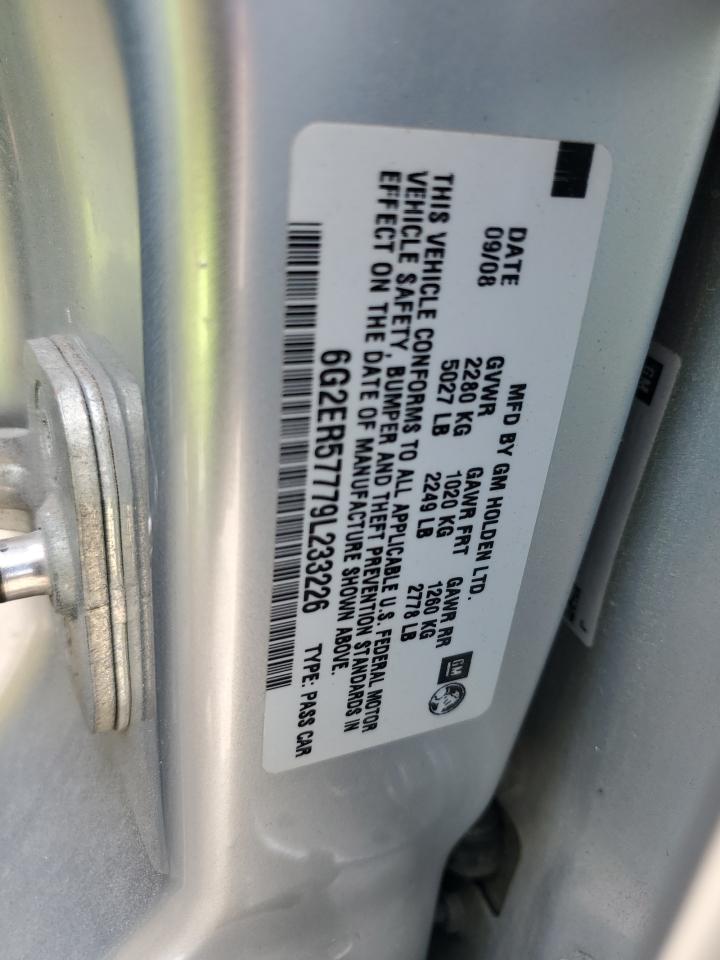 MFD BY GM HOLDEN LTD.
DATE GVWR GAWR FRT GAWR RR
09/08 2280 KG 1020 KG 1260 KG
5027 LB 2249 LB 2778 LB
GM
THIS VEHICLE CONFORMS TO ALL APPLICABLE U.S. FEDERAL MOTOR
VEHICLE SAFETY, BUMPER AND THEFT PREVENTION STANDARDS IN
EFFECT ON THE DATE OF MANUFACTURE SHOWN ABOVE.
6G2ER57779L233226 TYPE: PASS CAR
GM